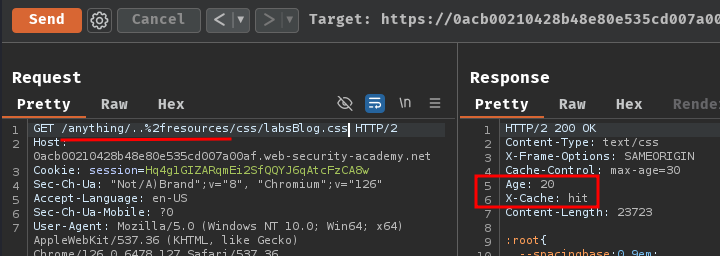 Send Cancel < > Target: https://0acb00210428b48e80e535cd007a00
Request Response
Pretty Raw Hex \n Pretty Raw Hex Render
1 GET /anything/..%2fresources/css/labsBlog.css HTTP/2
2 Host:
0acb00210428b48e80e535cd007a00af.web-security-academy.net
3 Cookie: session=Hq4g1GIZARqmEi2SfQQYJ6qAtcFzCA8w
4 Sec-Ch-Ua: "Not/A)Brand";v="8", "Chromium";v="126"
5 Accept-Language: en-US
6 Sec-Ch-Ua-Mobile: ?0
7 User-Agent: Mozilla/5.0 (Windows NT 10.0; Win64; x64)
AppleWebKit/537.36 (KHTML, like Gecko)
Chrome/126.0.6478.127 Safari/537.36
1 HTTP/2 200 OK
2 Content-Type: text/css
3 X-Frame-Options: SAMEORIGIN
4 Cache-Control: max-age=30
5 Age: 20
6 X-Cache: hit
7 Content-Length: 23723
8
9 :root{
10 --spacingbase:0.9em;